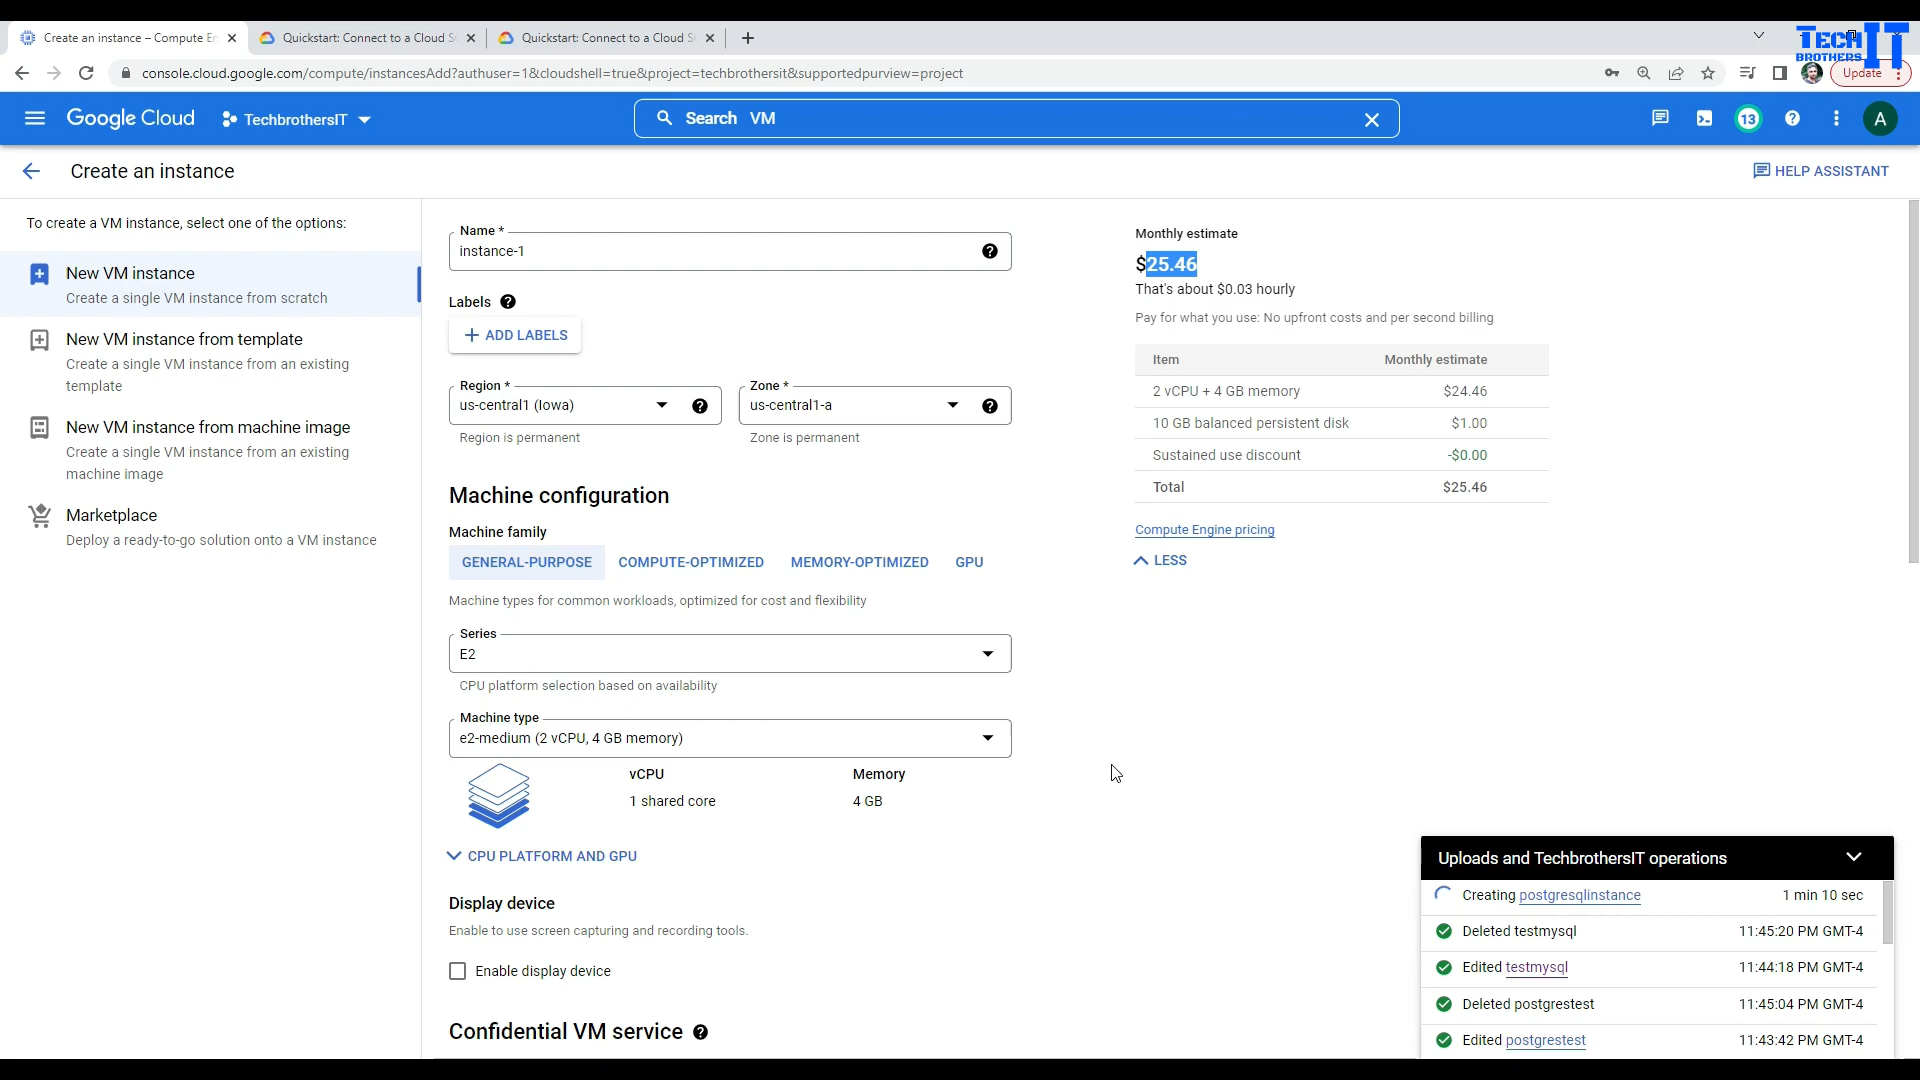 Create an instance – Compute En
Quickstart: Connect to a Cloud S
Quickstart: Connect to a Cloud S
TECH IT
BROTHERS
console.cloud.google.com/compute/instancesAdd?authuser=1&cloudshell=true&project=techbrothersit&supportedpurview=project
Update
Google Cloud
TechbrothersIT
Search VM
13
A
Create an instance
HELP ASSISTANT
To create a VM instance, select one of the options:
New VM instance
Create a single VM instance from scratch
New VM instance from template
Create a single VM instance from an existing
template
New VM instance from machine image
Create a single VM instance from an existing
machine image
Marketplace
Deploy a ready-to-go solution onto a VM instance
Name *
instance-1
Labels
ADD LABELS
Region *
us-central1 (Iowa)
Region is permanent
Zone *
us-central1-a
Zone is permanent
Machine configuration
Machine family
GENERAL-PURPOSE
COMPUTE-OPTIMIZED
MEMORY-OPTIMIZED
GPU
Machine types for common workloads, optimized for cost and flexibility
Series
E2
CPU platform selection based on availability
Machine type
e2-medium (2 vCPU, 4 GB memory)
vCPU
Memory
1 shared core
4 GB
CPU PLATFORM AND GPU
Display device
Enable to use screen capturing and recording tools.
Enable display device
Confidential VM service
Monthly estimate
$25.46
That's about $0.03 hourly
Pay for what you use: No upfront costs and per second billing
Item Monthly estimate
2 vCPU + 4 GB memory $24.46
10 GB balanced persistent disk $1.00
Sustained use discount -$0.00
Total $25.46
Compute Engine pricing
LESS
Uploads and TechbrothersIT operations
Creating postgresqlinstance 1 min 10 sec
Deleted testmysql 11:45:20 PM GMT-4
Edited testmysql 11:44:18 PM GMT-4
Deleted postgrestest 11:45:04 PM GMT-4
Edited postgrestest 11:43:42 PM GMT-4